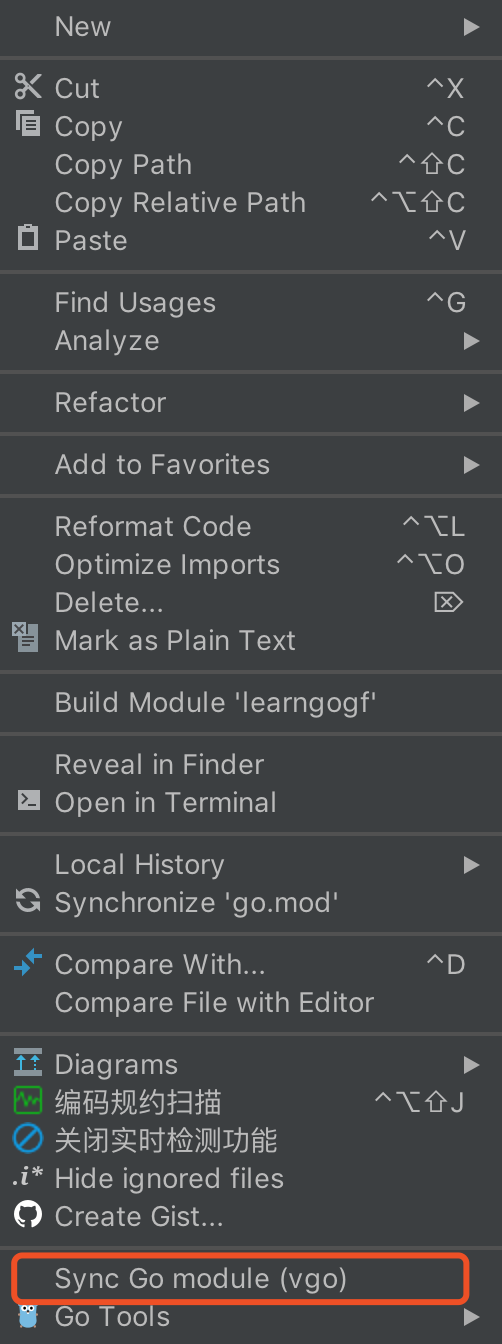 New
Cut ^X
Copy ^C
Copy Path ^⇧C
Copy Relative Path ^⌥⇧C
Paste ^V
Find Usages ^G
Analyze
Refactor
Add to Favorites
Reformat Code ^⌥L
Optimize Imports ^⌥O
Delete... ⌦
Mark as Plain Text
Build Module 'learngogf'
Reveal in Finder
Open in Terminal
Local History
Synchronize 'go.mod'
Compare With... ^D
Compare File with Editor
Diagrams
编码规约扫描 ^⌥⇧J
关闭实时检测功能
.i* Hide ignored files
Create Gist...
Sync Go module (vgo)
Go Tools